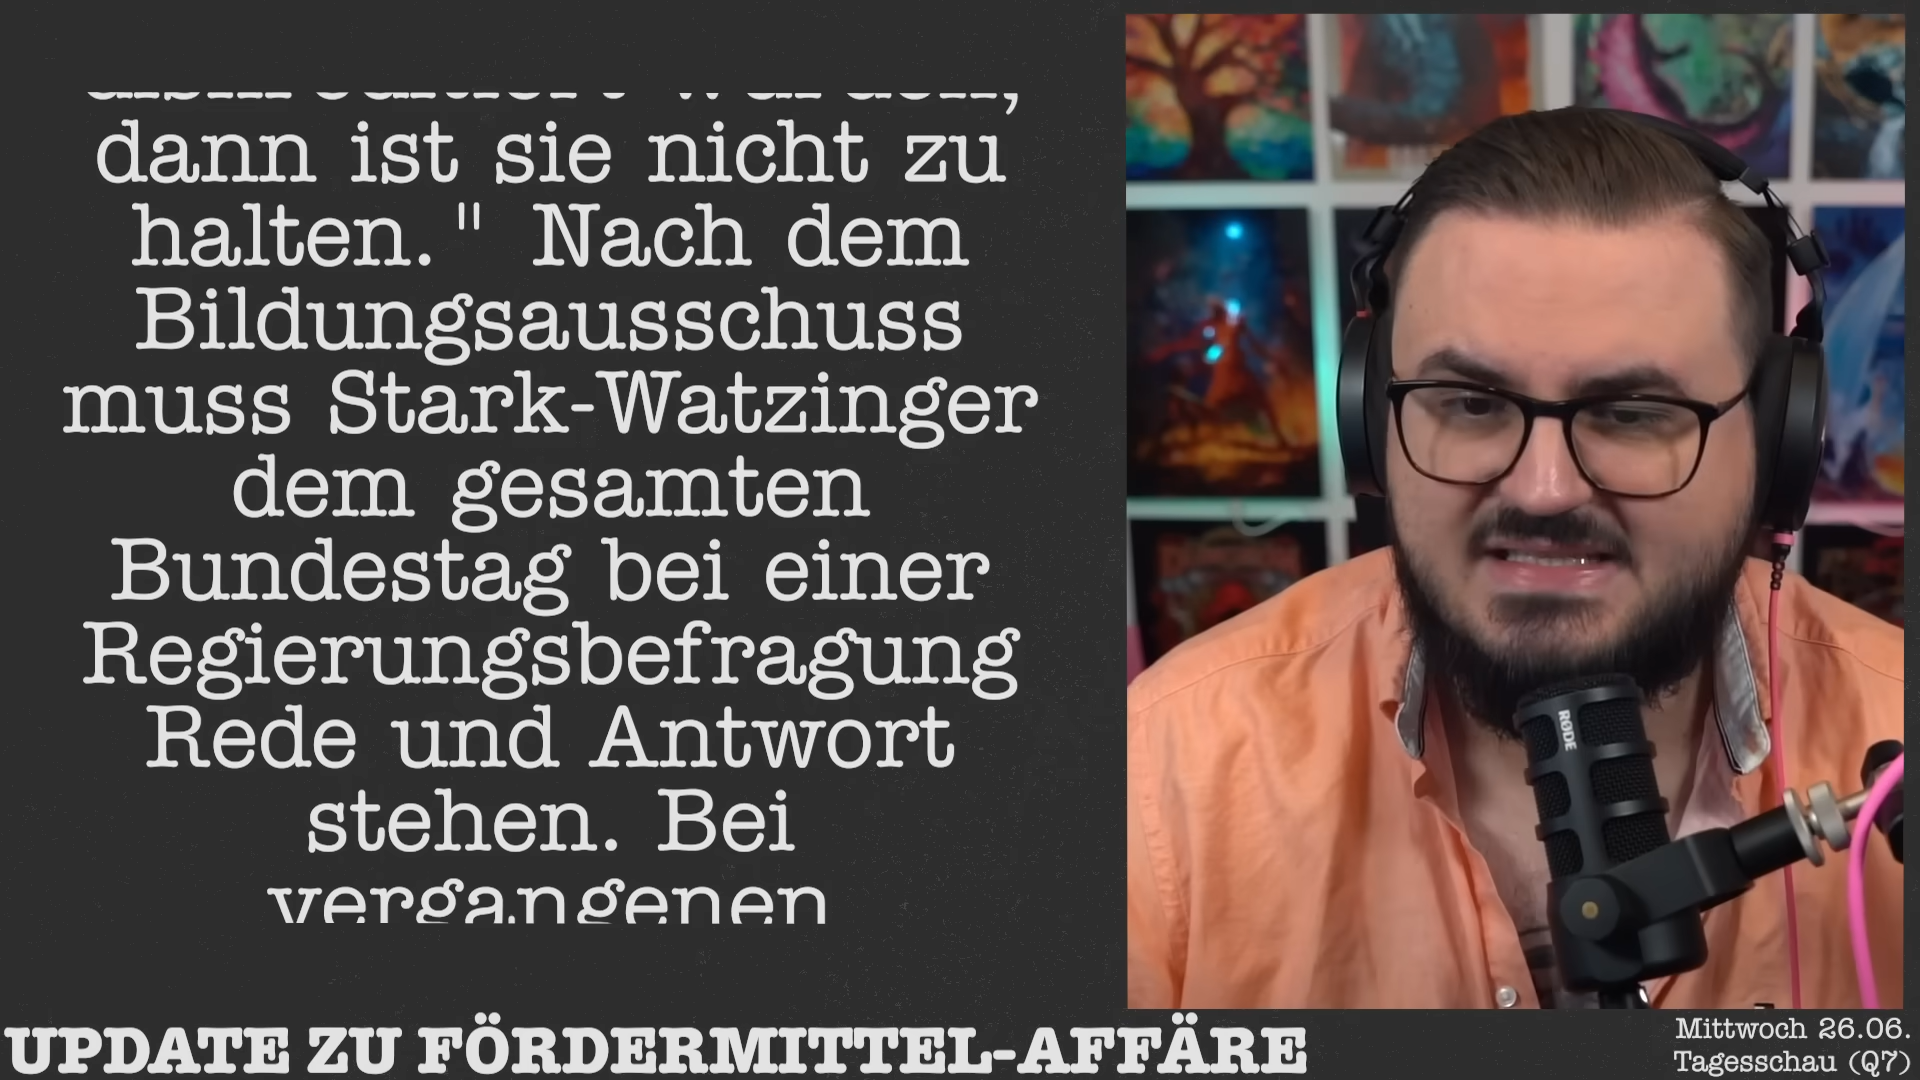 dann ist sie nicht zu
halten." Nach dem
Bildungsausschuss
muss Stark-Watzinger
dem gesamten
Bundestag bei einer
Regierungsbefragung
Rede und Antwort
stehen. Bei
vergangenen
UPDATE ZU FÖRDERMITTEL-AFFÄRE
Mittwoch 26.06.
Tagesschau (Q7)
RØDE